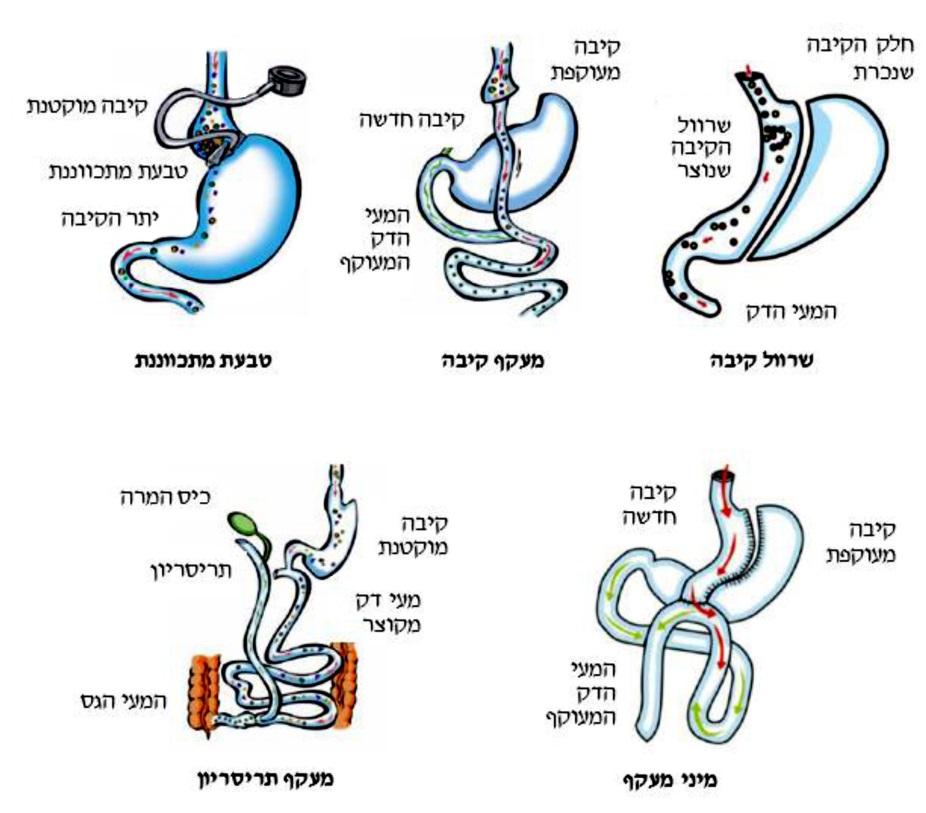 חלק הקיבה
שנכרת
שרוול
הקיבה
שנוצר
המעי הדק
שרוול קיבה
קיבה
מעוקפת
קיבה חדשה
המעי
הדק
המעוקף
מעקף קיבה
קיבה מוקטנת
טבעת מתכווננת
יתר הקיבה
טבעת מתכווננת
קיבה
חדשה
קיבה
מעוקפת
המעי
הדק
המעוקף
מיני מעקף
כיס המרה
קיבה
מוקטנת
תריסריון
מעי דק
מקוצר
המעי הגס
מעקף תריסריון